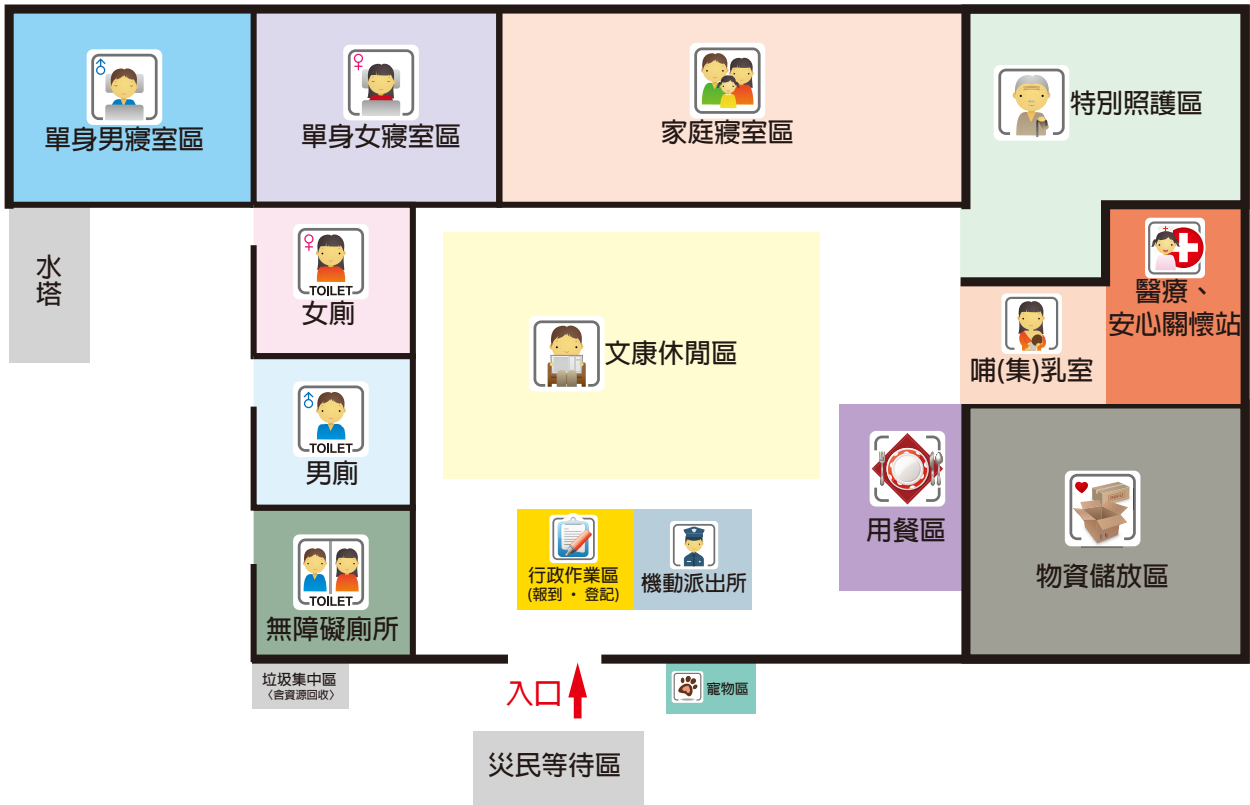 單身男寢室區
單身女寢室區
家庭寢室區
特別照護區
水
塔
TOILET
女廁
文康休閒區
醫療、
安心關懷站
哺(集)乳室
TOILET
男廁
用餐區
物資儲放區
行政作業區
(報到 ・ 登記)
機動派出所
TOILET
無障礙廁所
垃圾集中區
〈含資源回收〉
入口
寵物區
災民等待區